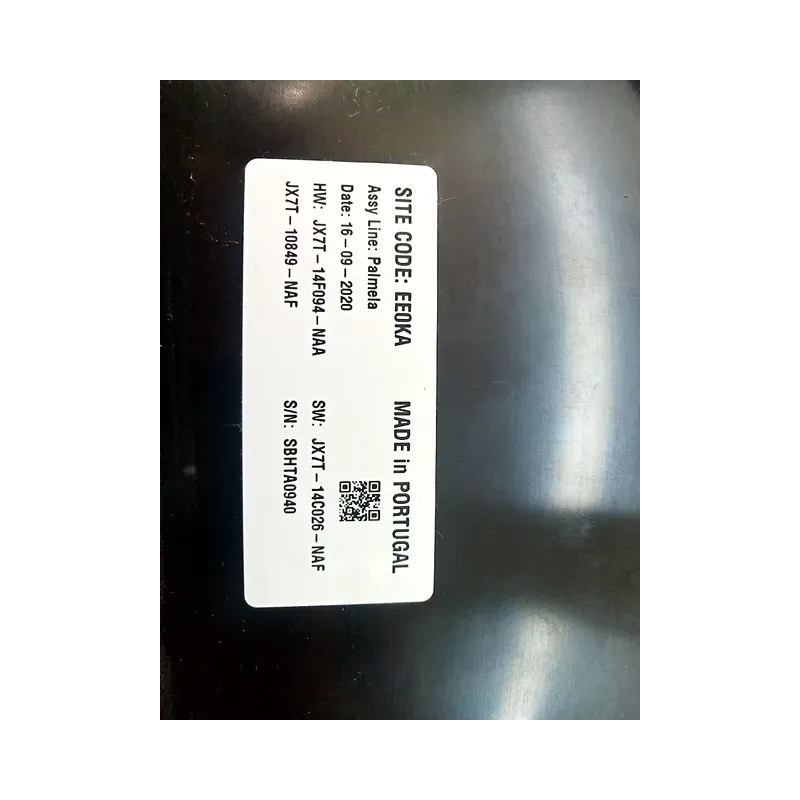 SITE CODE: EE0KA MADE in PORTUGAL
Assy Line: Palmela
Date: 16-09-2020
HW: JX7T-14F094-NAA SW: JX7T-14C026-NAF
JX7T-10849-NAF S/N: SBHTA0940